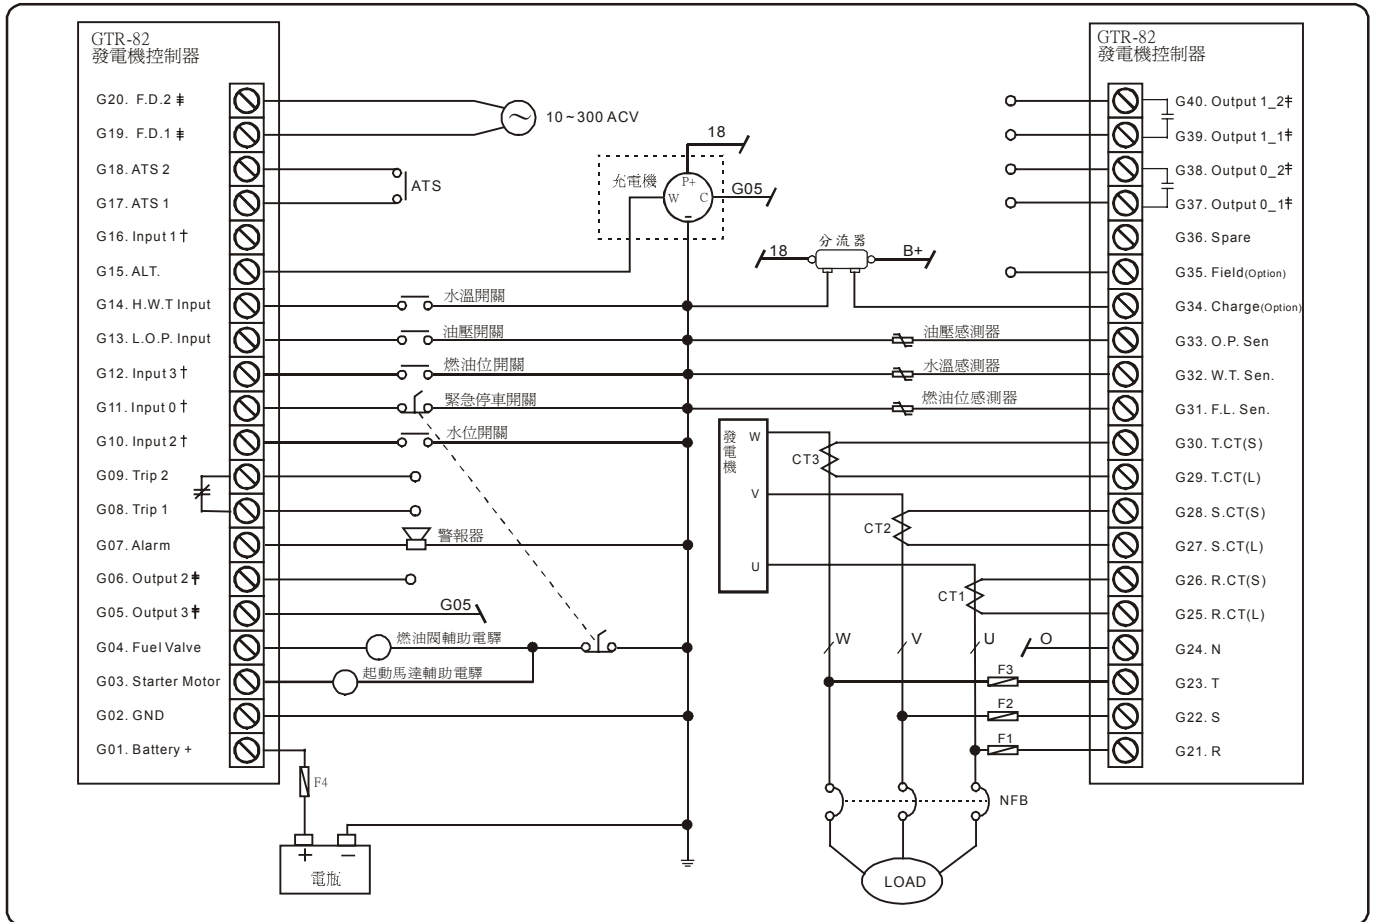 GTR-82
發電機控制器
G20. F.D.2 ⯒
G19. F.D.1 ⯒
G18. ATS 2
G17. ATS 1
G16. Input 1†
G15. ALT.
G14. H.W.T Input
G13. L.O.P. Input
G12. Input 3†
G11. Input 0†
G10. Input 2†
G09. Trip 2
G08. Trip 1
G07. Alarm
G06. Output 2‡
G05. Output 3‡
G04. Fuel Valve
G03. Starter Motor
G02. GND
G01. Battery +
10~300 ACV
ATS
18
充電機
P+
W
C
-
G05
18
分流器
B+
水溫開關
油壓開關
燃油位開關
緊急停車開關
水位開關
警報器
G05
燃油閥輔助電驛
起動馬達輔助電驛
F4
+
-
電瓶
油壓感測器
水溫感測器
燃油位感測器
發電機
W
V
U
CT3
CT2
CT1
W
V
U
O
F3
F2
F1
NFB
LOAD
GTR-82
發電機控制器
G40. Output 1_2‡
G39. Output 1_1‡
G38. Output 0_2‡
G37. Output 0_1‡
G36. Spare
G35. Field(Option)
G34. Charge(Option)
G33. O.P. Sen
G32. W.T. Sen.
G31. F.L. Sen.
G30. T.CT(S)
G29. T.CT(L)
G28. S.CT(S)
G27. S.CT(L)
G26. R.CT(S)
G25. R.CT(L)
G24. N
G23. T
G22. S
G21. R